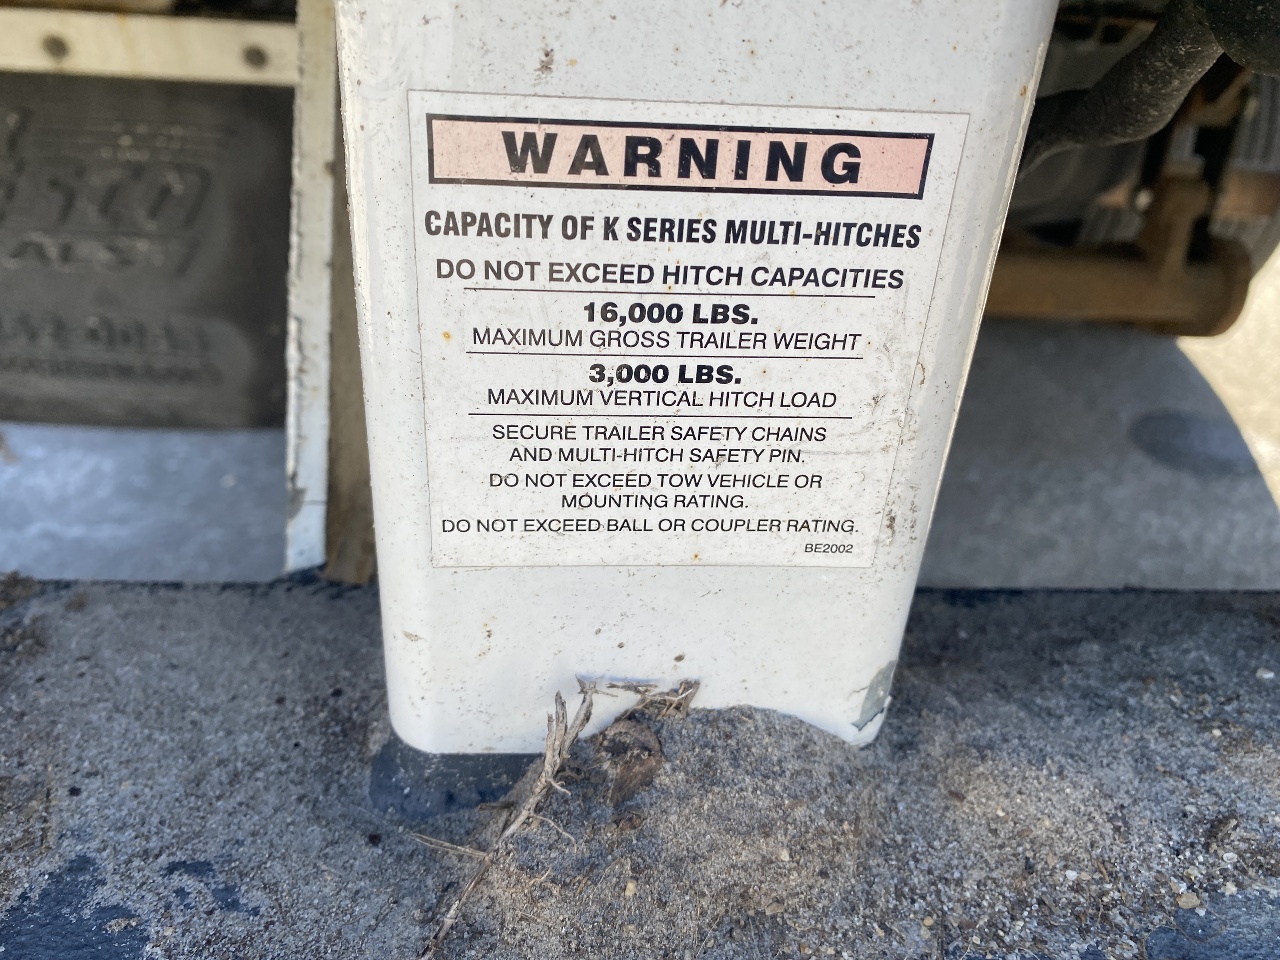 WARNING
CAPACITY OF K SERIES MULTI-HITCHES
DO NOT EXCEED HITCH CAPACITIES
16,000 LBS.
MAXIMUM GROSS TRAILER WEIGHT
3,000 LBS.
MAXIMUM VERTICAL HITCH LOAD
SECURE TRAILER SAFETY CHAINS
AND MULTI-HITCH SAFETY PIN.
DO NOT EXCEED TOW VEHICLE OR
MOUNTING RATING.
DO NOT EXCEED BALL OR COUPLER RATING.
BE2002